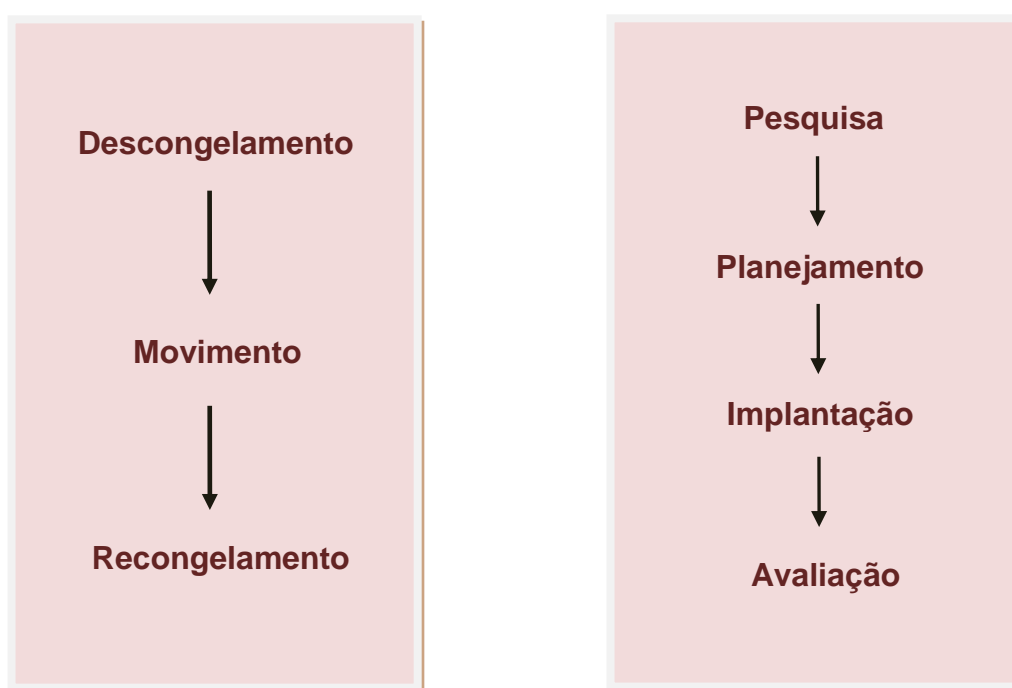 Descongelamento
Movimento
Recongelamento
Pesquisa
Planejamento
Implantação
Avaliação